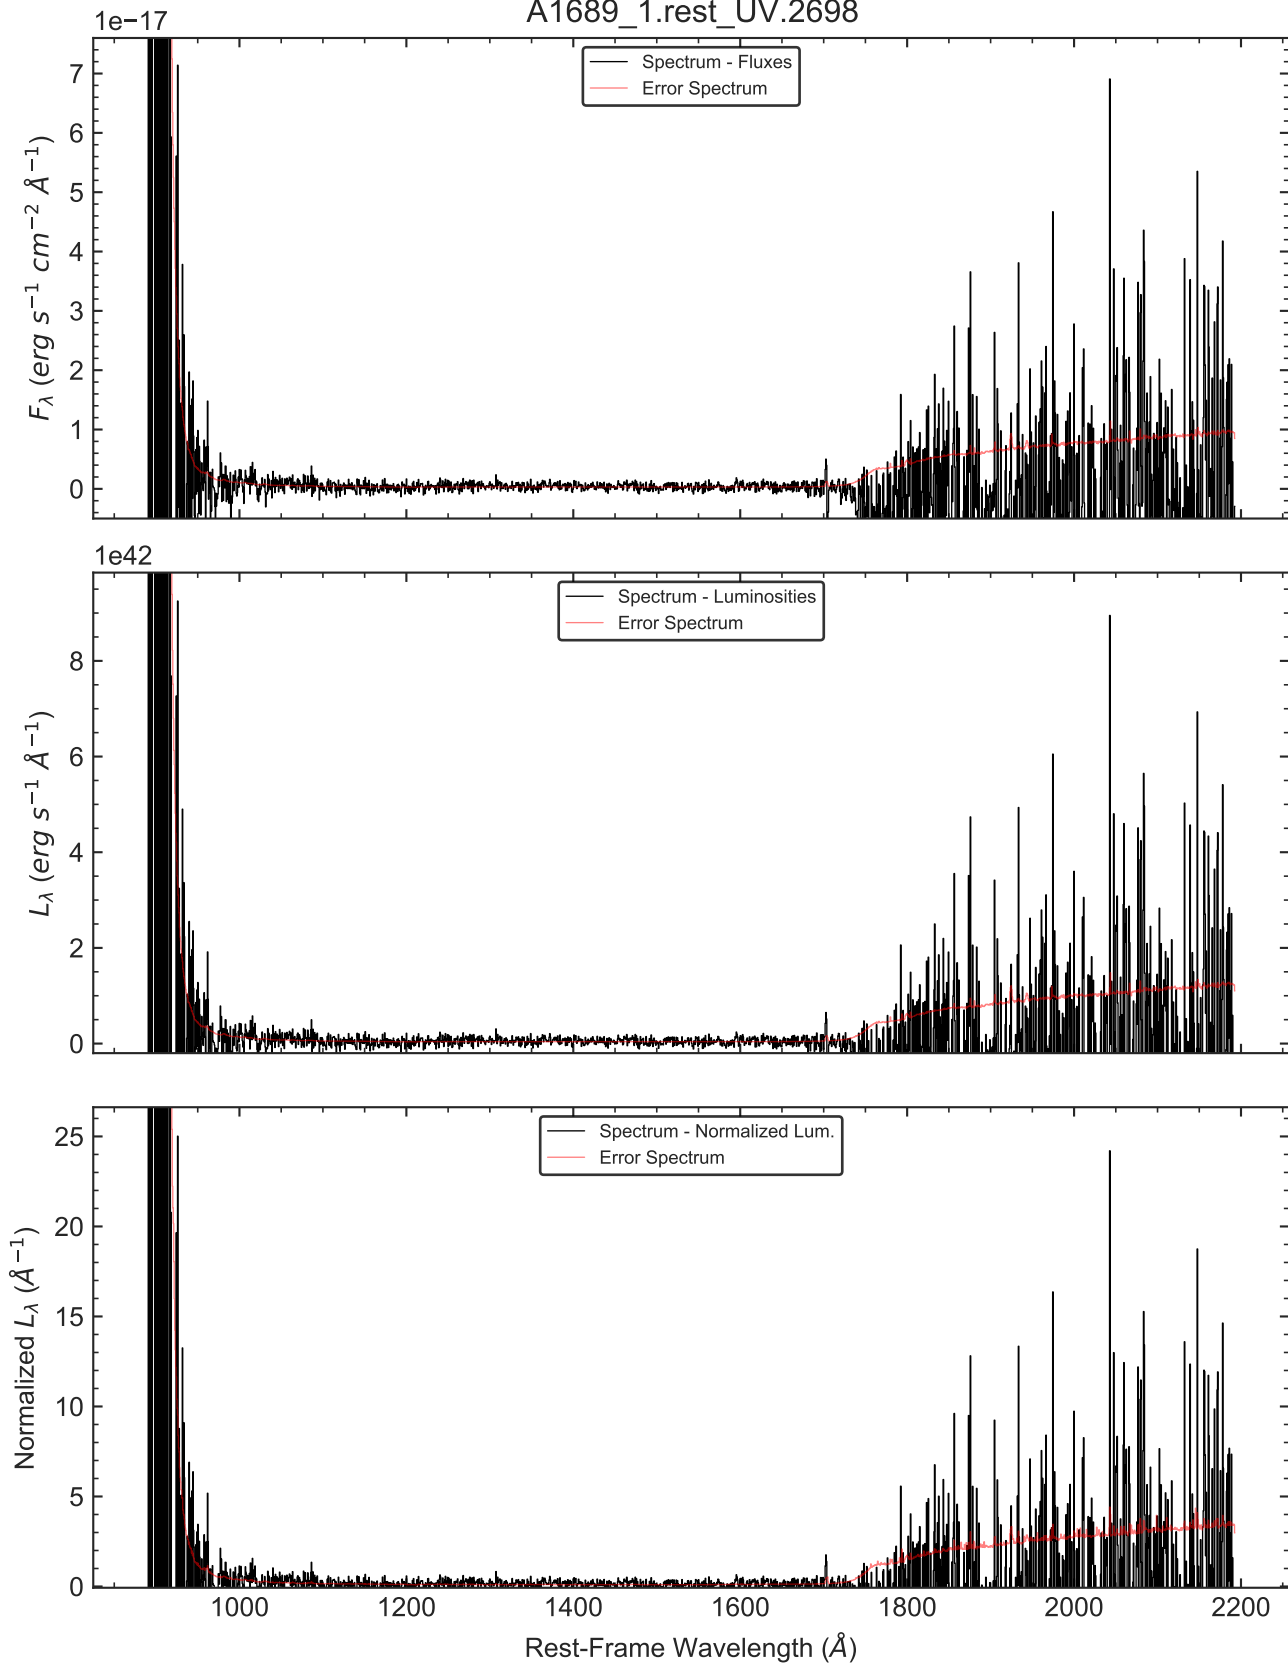 A1689_1.rest_UV.2698
1e−17
Spectrum - Fluxes
Error Spectrum
7
6
5
4
3
2
1
0
F_λ (erg s⁻¹ cm⁻² Å⁻¹)
1e42
Spectrum - Luminosities
Error Spectrum
8
6
4
2
0
L_λ (erg s⁻¹ Å⁻¹)
Spectrum - Normalized Lum.
Error Spectrum
25
20
15
10
5
0
Normalized L_λ (Å⁻¹)
1000 1200 1400 1600 1800 2000 2200
Rest-Frame Wavelength (Å)